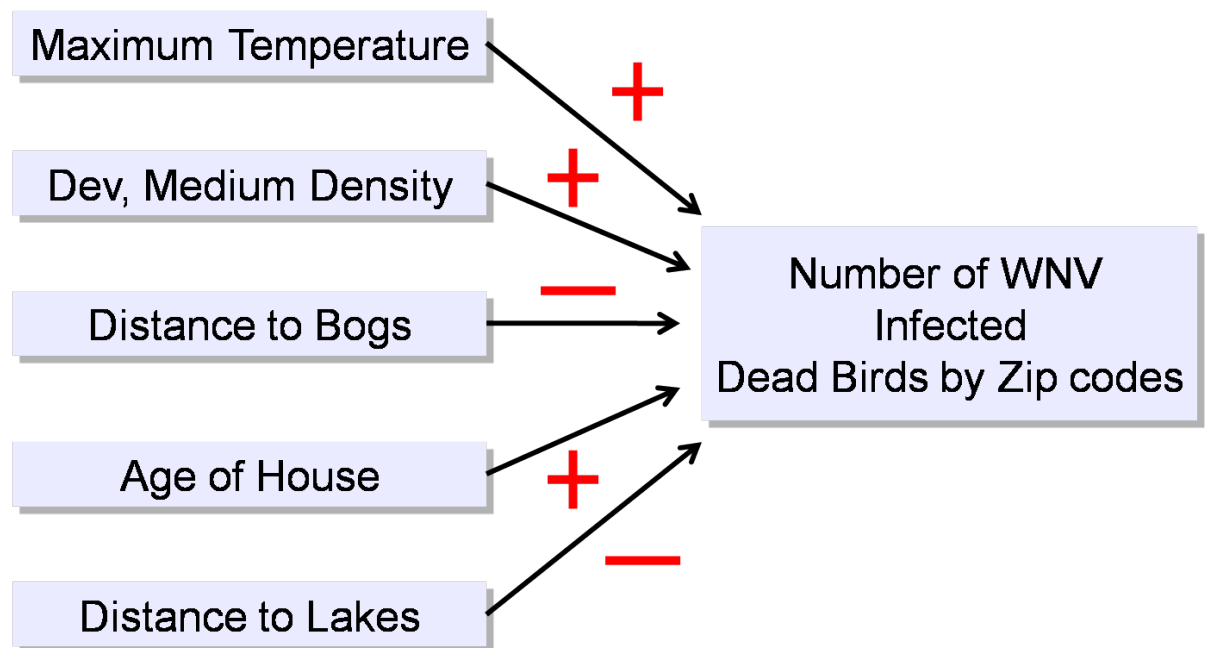 Maximum Temperature
+
Dev, Medium Density
+
Distance to Bogs
—
Age of House
+
Distance to Lakes
—
Number of WNV
Infected
Dead Birds by Zip codes